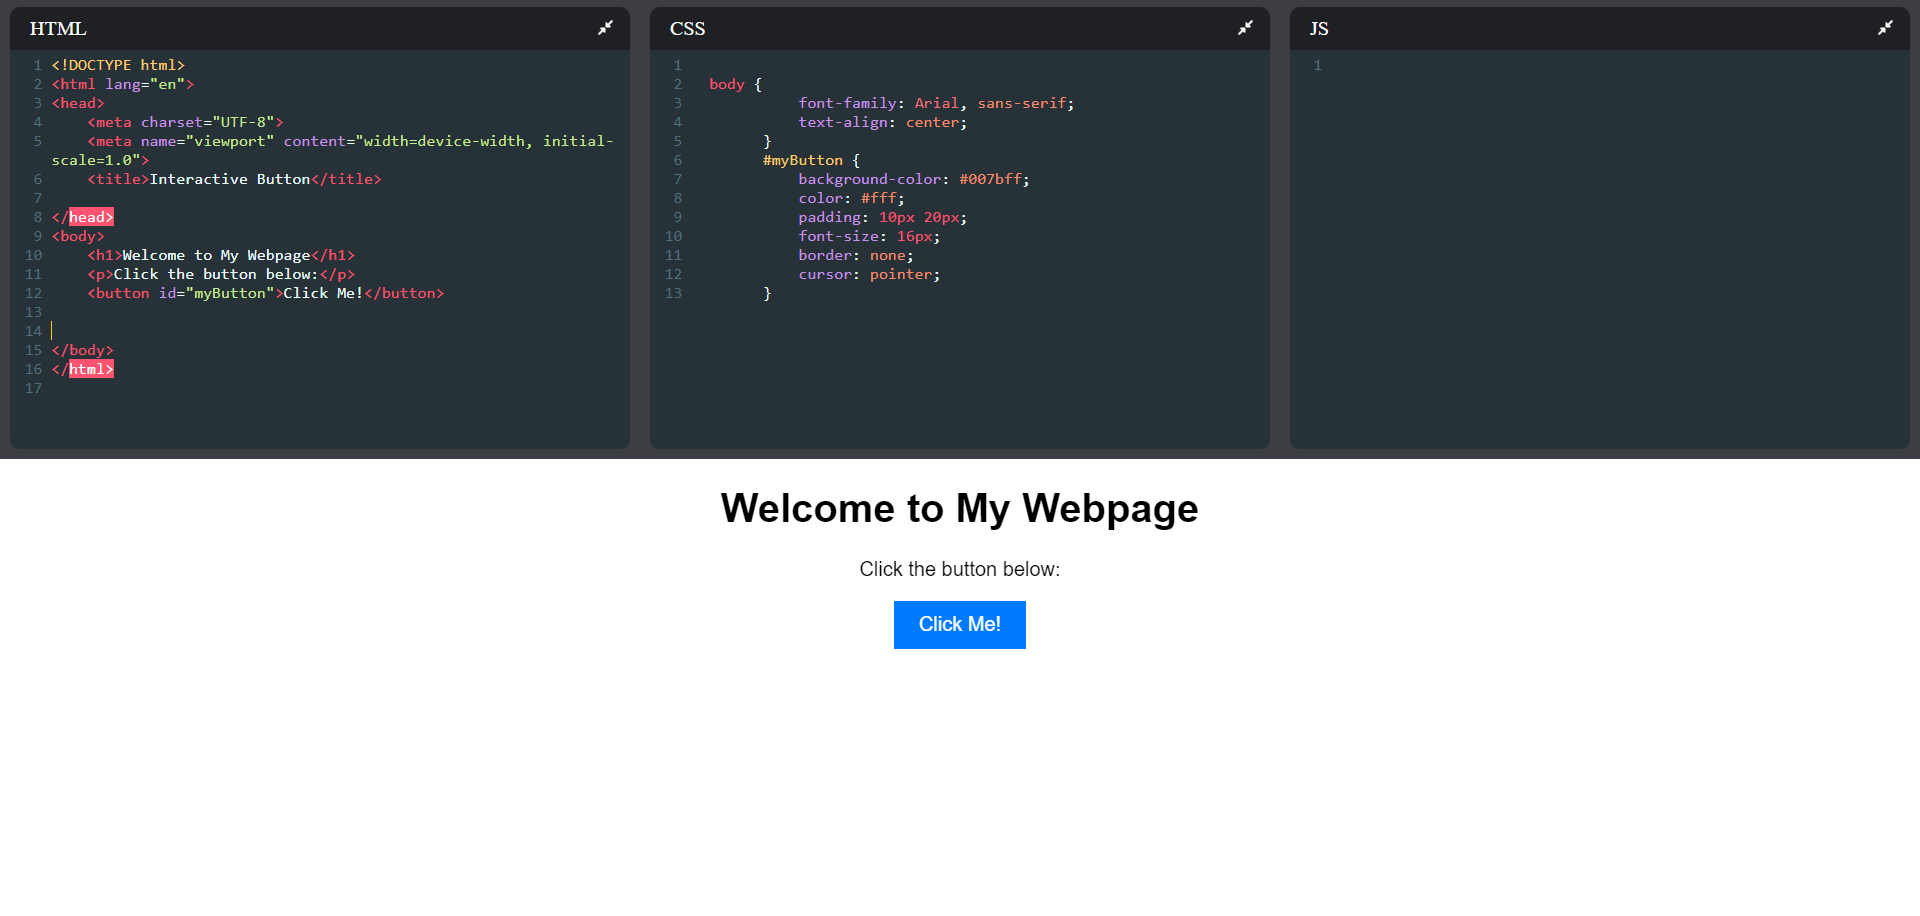 HTML
1 <!DOCTYPE html>
2 <html lang="en">
3 <head>
4     <meta charset="UTF-8">
5     <meta name="viewport" content="width=device-width, initial-
scale=1.0">
6     <title>Interactive Button</title>
7
8 </head>
9 <body>
10     <h1>Welcome to My Webpage</h1>
11     <p>Click the button below:</p>
12     <button id="myButton">Click Me!</button>
13
14
15 </body>
16 </html>
17
CSS
1
2   body {
3             font-family: Arial, sans-serif;
4             text-align: center;
5         }
6         #myButton {
7             background-color: #007bff;
8             color: #fff;
9             padding: 10px 20px;
10             font-size: 16px;
11             border: none;
12             cursor: pointer;
13         }
JS
1
Welcome to My Webpage
Click the button below:
Click Me!